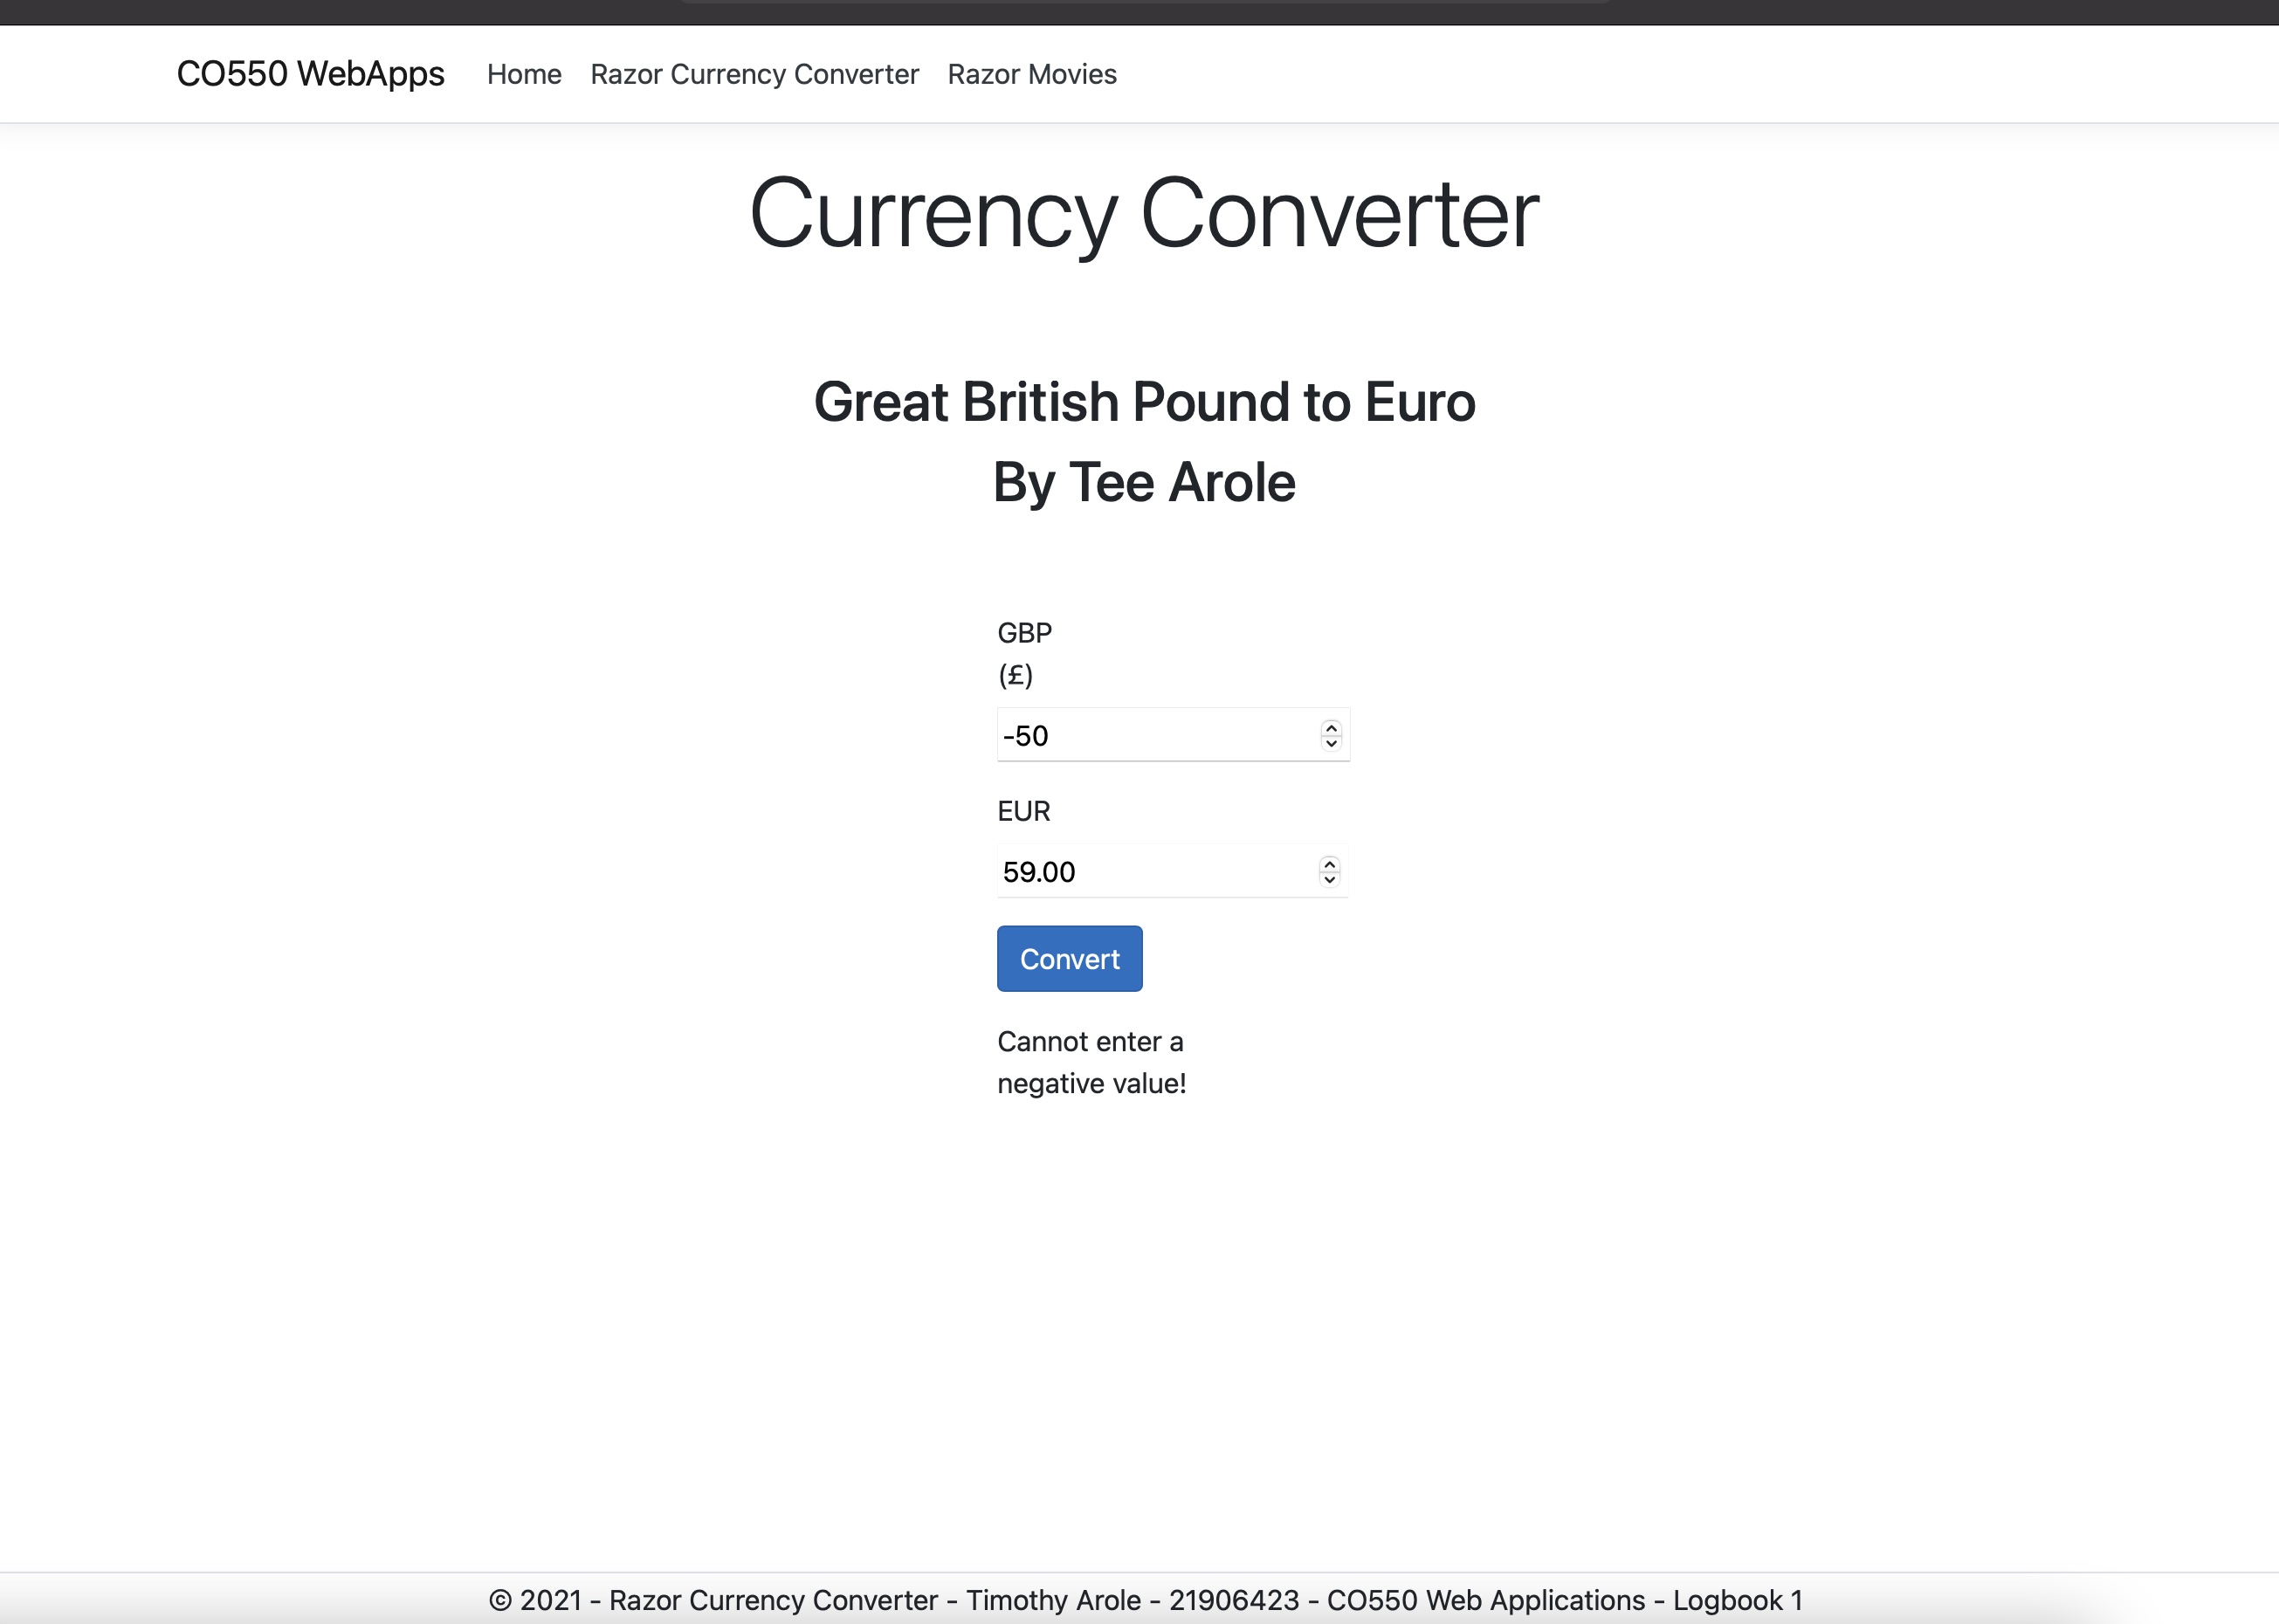 CO550 WebApps Home Razor Currency Converter Razor Movies
Currency Converter
Great British Pound to Euro
By Tee Arole
GBP
(£)
-50
EUR
59.00
Convert
Cannot enter a
negative value!
© 2021 - Razor Currency Converter - Timothy Arole - 21906423 - CO550 Web Applications - Logbook 1